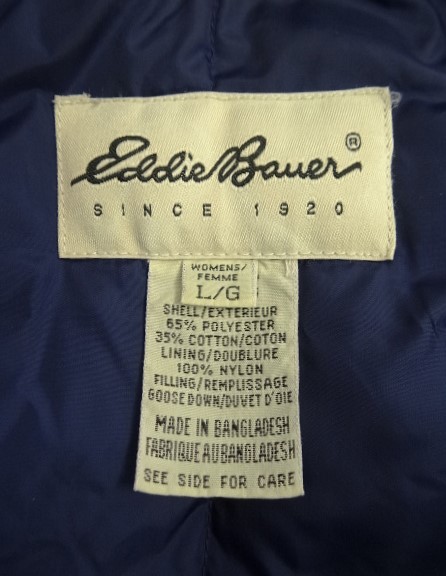 Eddie Bauer®
SINCE 1920
WOMENS/
FEMME
L/G
SHELL/EXTERIEUR
65% POLYESTER
35% COTTON/COTON
LINING/DOUBLURE
100% NYLON
FILLING/REMPLISSAGE
GOOSE DOWN/DUVET D'OIE
MADE IN BANGLADESH
FABRIQUE AU BANGLADESH
SEE SIDE FOR CARE